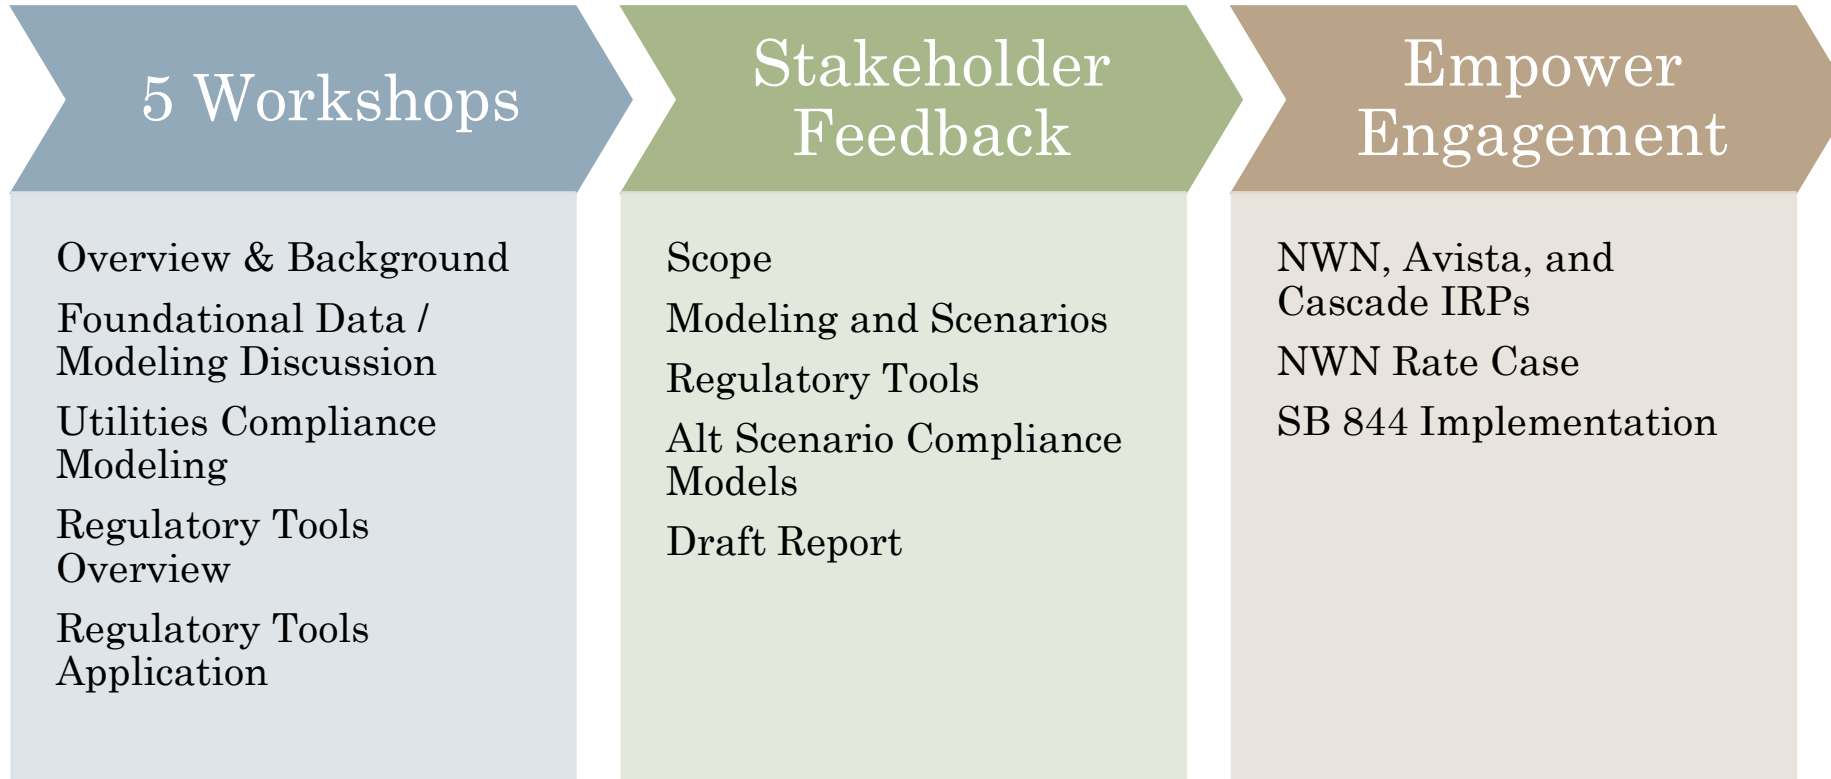 5 Workshops
Overview & Background
Foundational Data /
Modeling Discussion
Utilities Compliance
Modeling
Regulatory Tools
Overview
Regulatory Tools
Application
Stakeholder
Feedback
Scope
Modeling and Scenarios
Regulatory Tools
Alt Scenario Compliance
Models
Draft Report
Empower
Engagement
NWN, Avista, and
Cascade IRPs
NWN Rate Case
SB 844 Implementation